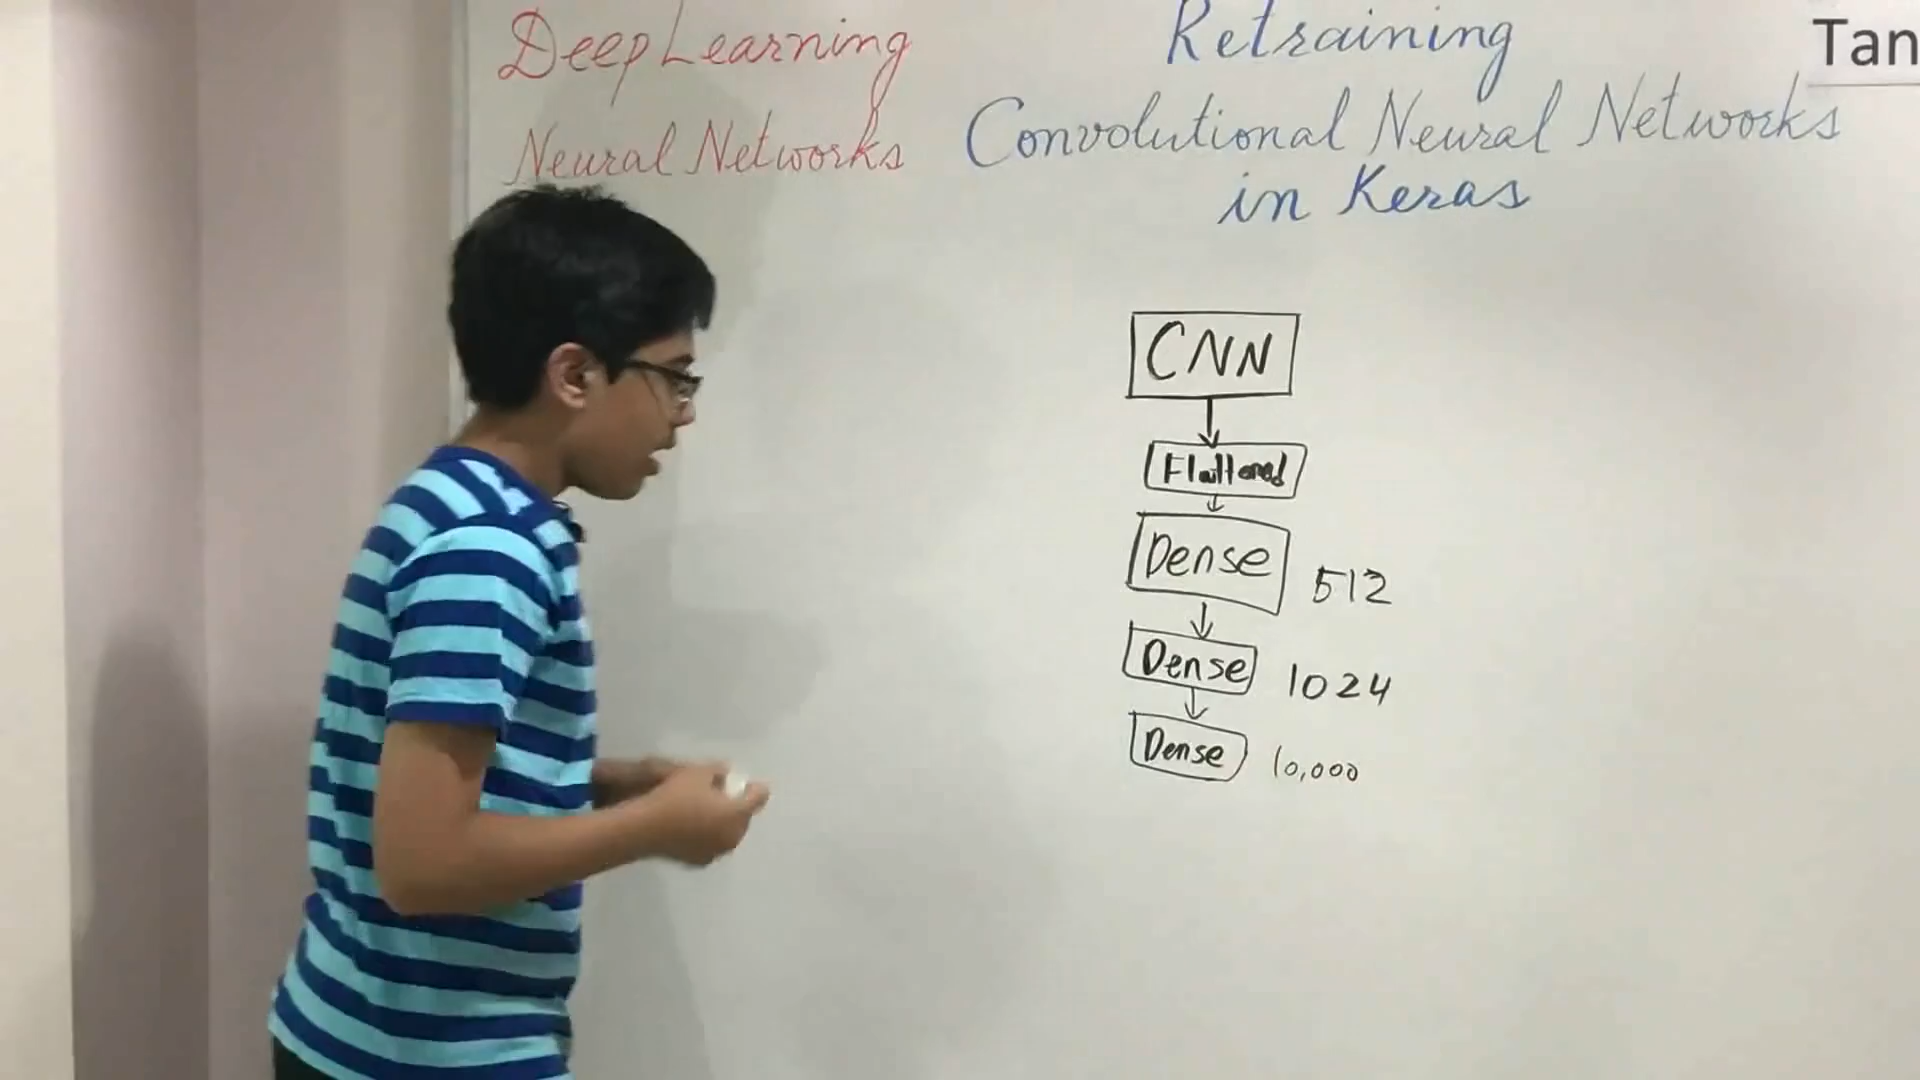 Deep Learning
Neural Networks
Retraining
Convolutional Neural Networks
in Keras
Tan
CNN
Flattened
Dense 512
Dense 1024
Dense 10,000